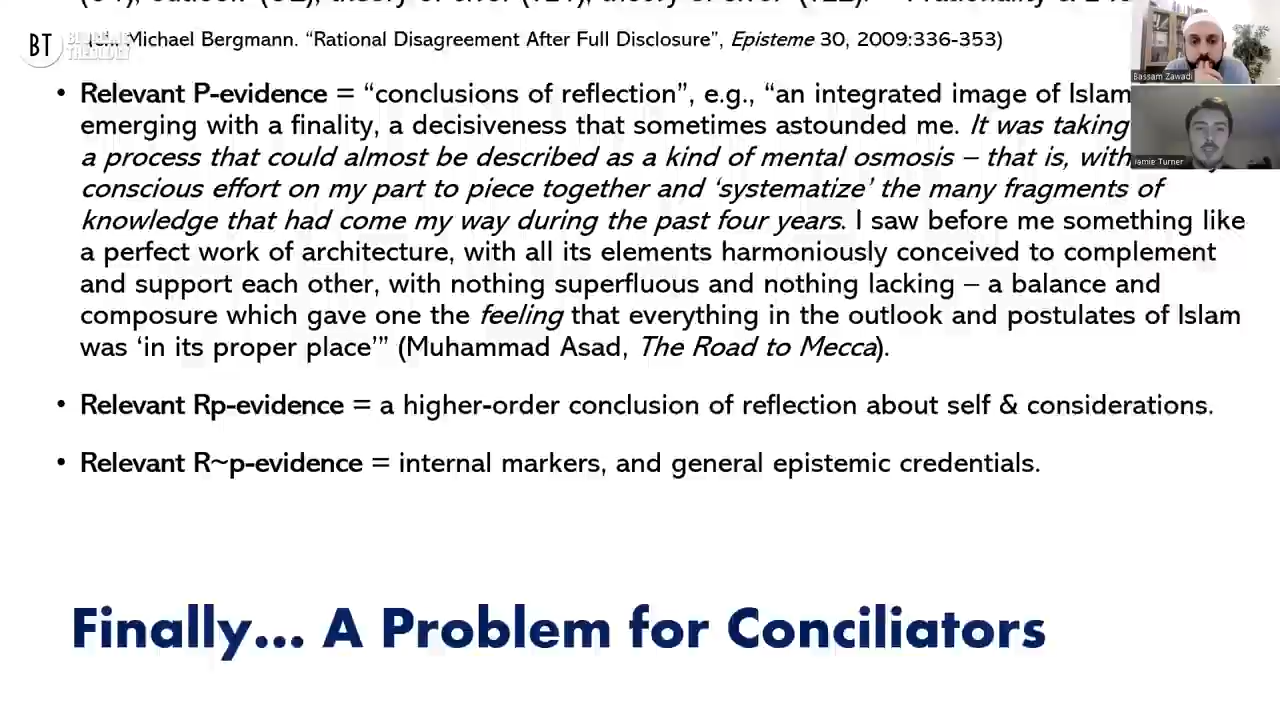 Michael Bergmann. “Rational Disagreement After Full Disclosure”, Episteme 30, 2009:336-353)
BT
Bassam Zawadi
Jamie Turner
• Relevant P-evidence = “conclusions of reflection”, e.g., “an integrated image of Islam
emerging with a finality, a decisiveness that sometimes astounded me. It was taking
a process that could almost be described as a kind of mental osmosis – that is,
conscious effort on my part to piece together and ‘systematize’ the many fragments of
knowledge that had come my way during the past four years. I saw before me something like
a perfect work of architecture, with all its elements harmoniously conceived to complement
and support each other, with nothing superfluous and nothing lacking – a balance and
composure which gave one the feeling that everything in the outlook and postulates of Islam
was ‘in its proper place’” (Muhammad Asad, The Road to Mecca).
• Relevant Rp-evidence = a higher-order conclusion of reflection about self & considerations.
• Relevant R~p-evidence = internal markers, and general epistemic credentials.
Finally... A Problem for Conciliators